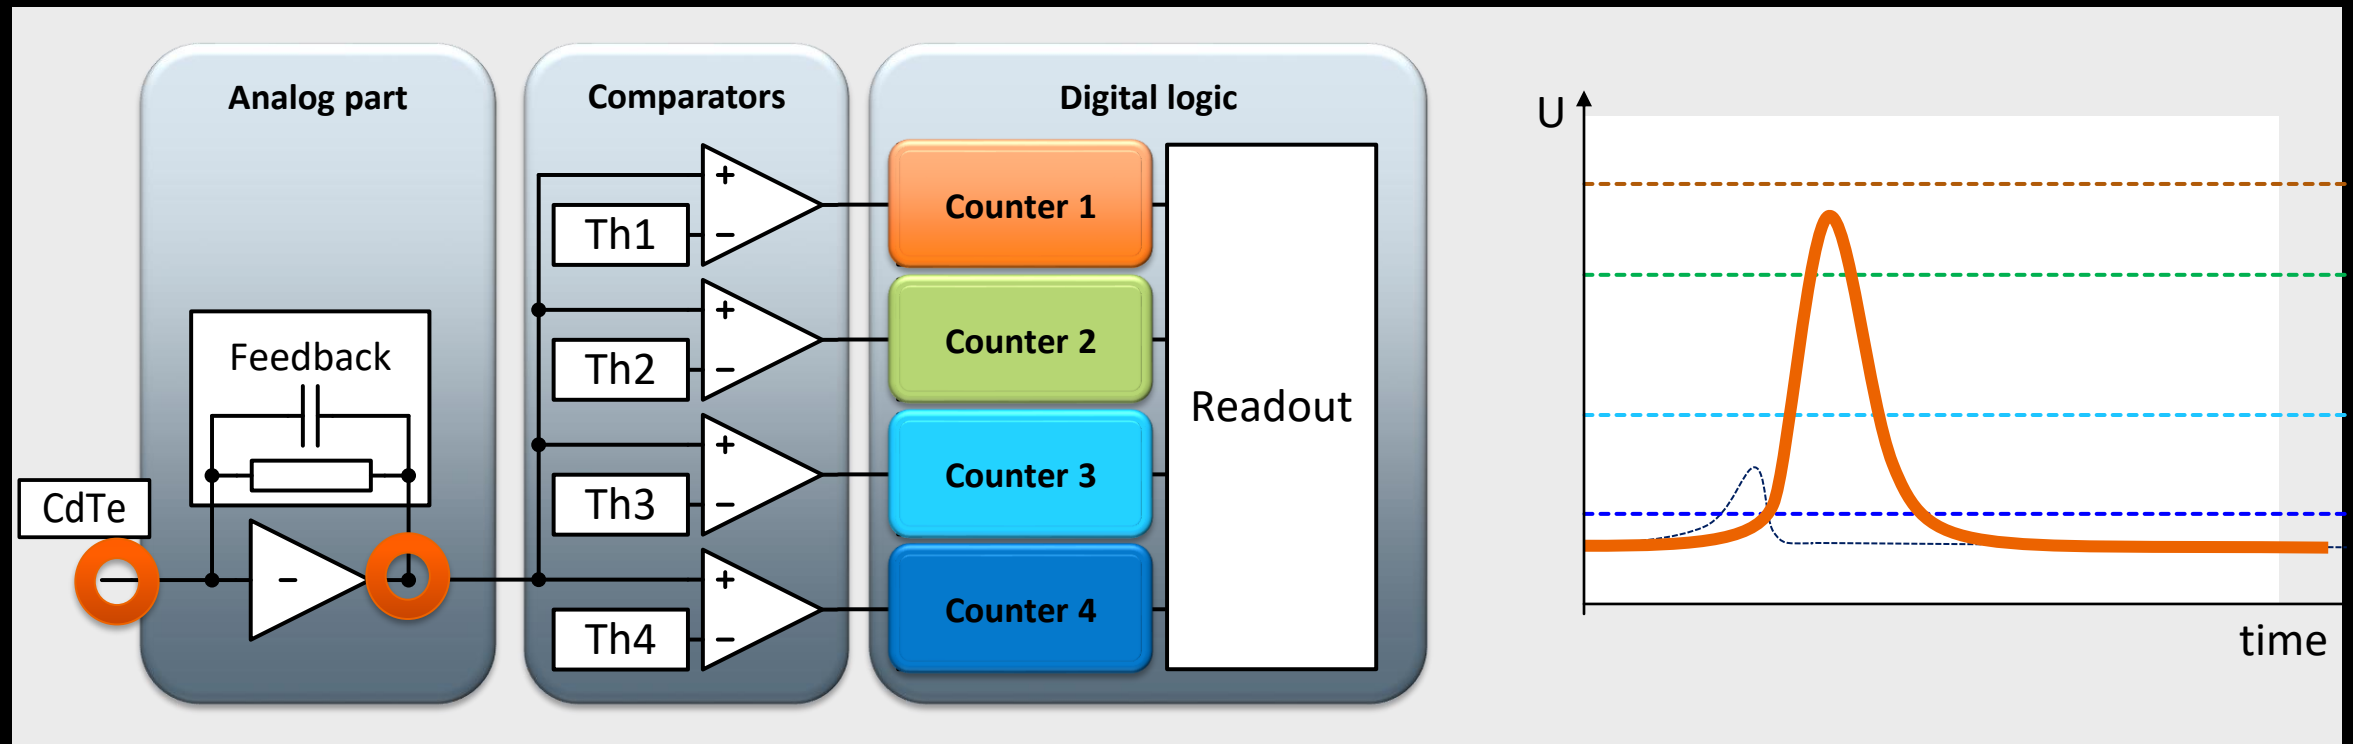 Analog part
Comparators
Digital logic
Feedback
CdTe
-
+
Th1
-
+
Th2
-
+
Th3
-
+
Th4
-
Counter 1
Counter 2
Counter 3
Counter 4
Readout
U
time